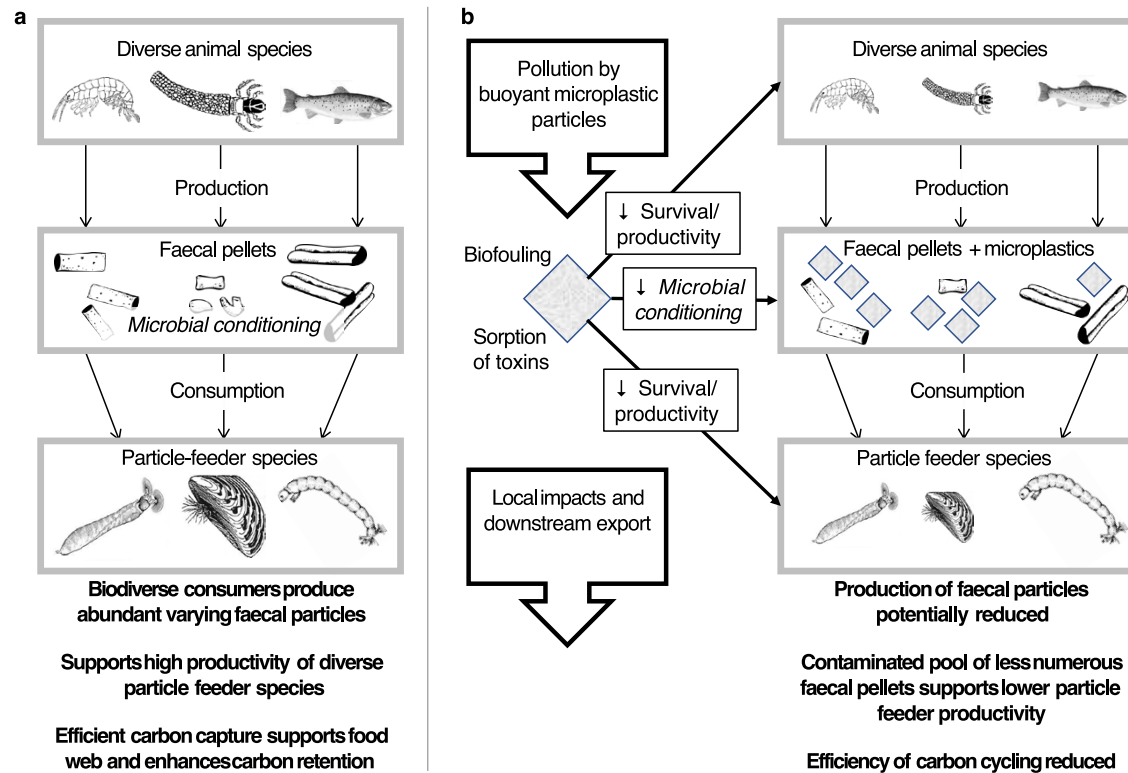 a
Diverse animal species
Production
Faecal pellets
Microbial conditioning
Consumption
Particle-feeder species
Biodiverse consumers produce
abundant varying faecal particles
Supports high productivity of diverse
particle feeder species
Efficient carbon capture supports food
web and enhances carbon retention
b
Pollution by
buoyant microplastic
particles
Biofouling
Sorption
of toxins
↓ Survival/
productivity
↓ Microbial
conditioning
↓ Survival/
productivity
Local impacts and
downstream export
Diverse animal species
Production
Faecal pellets + microplastics
Consumption
Particle feeder species
Production of faecal particles
potentially reduced
Contaminated pool of less numerous
faecal pellets supports lower particle
feeder productivity
Efficiency of carbon cycling reduced